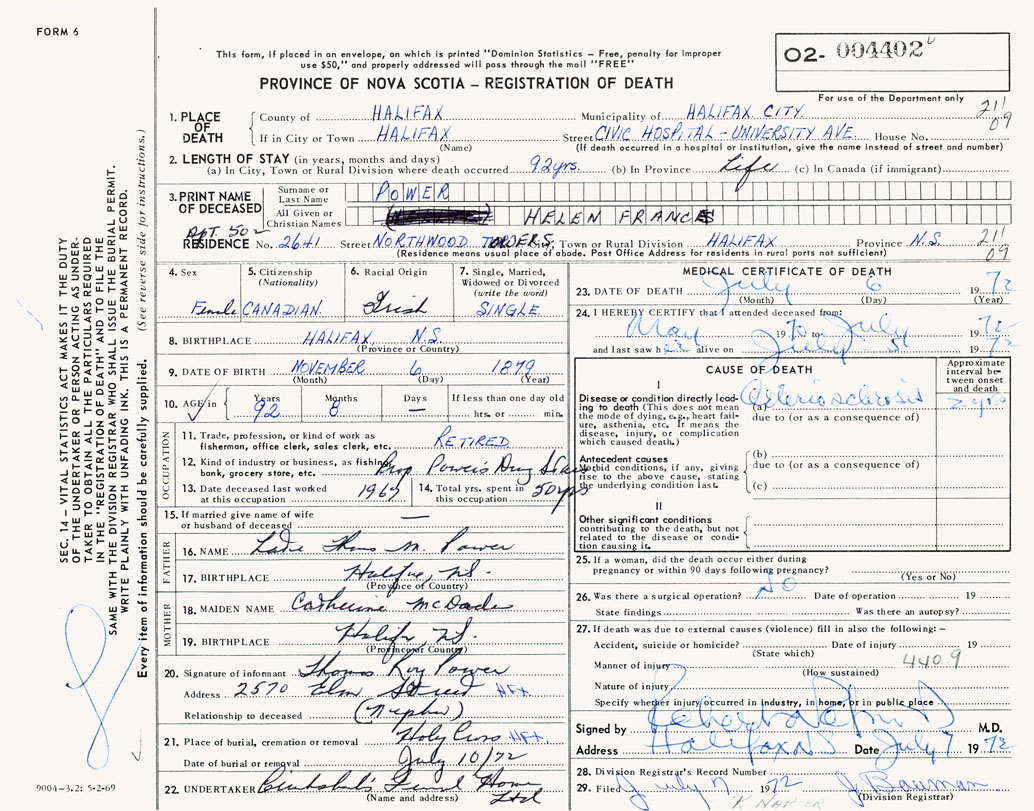 FORM 6
This form, if placed in an envelope, on which is printed "Dominion Statistics – Free, penalty for improper
use $50," and properly addressed will pass through the mail "FREE"
O2- 004402
PROVINCE OF NOVA SCOTIA – REGISTRATION OF DEATH
For use of the Department only
1. PLACE OF DEATH
County of HALIFAX Municipality of HALIFAX CITY. 211
If in City or Town HALIFAX Street CIVIC HOSPITAL - UNIVERSITY AVE House No. 09
(Name) (If death occurred in a hospital or institution, give the name instead of street and number)
2. LENGTH OF STAY (in years, months and days)
(a) In City, Town or Rural Division where death occurred 92 yrs. (b) In Province Life (c) In Canada (if immigrant)
3. PRINT NAME OF DECEASED
Surname or Last Name POWER
All Given or Christian Names HELEN FRANCES
APT. 502
RESIDENCE No. 2641 Street NORTHWOOD TOWERS City, Town or Rural Division HALIFAX Province N.S. 211
09
(Residence means usual place of abode. Post Office Address for residents in rural parts not sufficient)
4. Sex Female
5. Citizenship (Nationality) CANADIAN
6. Racial Origin Irish
7. Single, Married, Widowed or Divorced (write the word) SINGLE
8. BIRTHPLACE HALIFAX N.S.
(Province or Country)
9. DATE OF BIRTH NOVEMBER 6 1879
(Month) (Day) (Year)
10. AGE in Years 92 Months 8 Days — If less than one day old
hrs. or min.
OCCUPATION
11. Trade, profession, or kind of work as
fisherman, office clerk, sales clerk, etc. RETIRED
12. Kind of industry or business, as fishing,
bank, grocery store, etc. Prop Power's Drug Store
13. Date deceased last worked
at this occupation 1965
14. Total yrs. spent in
this occupation 50 yrs
15. If married give name of wife
or husband of deceased —
FATHER
16. NAME Late Thos M. Power
17. BIRTHPLACE Halifax, N.S.
(Province or Country)
MOTHER
18. MAIDEN NAME Catherine McDade
19. BIRTHPLACE Halifax N.S.
(Province or Country)
20. Signature of informant Thomas Roy Power
Address 2570 Elm Street HFX
Relationship to deceased (Nephew)
21. Place of burial, cremation or removal Holy Cross HFX.
Date of burial or removal July 10/72
22. UNDERTAKER Cruikshank's Funeral Home Ltd
(Name and address)
MEDICAL CERTIFICATE OF DEATH
23. DATE OF DEATH July 6 1972
(Month) (Day) (Year)
24. I HEREBY CERTIFY that I attended deceased from:
May 1970 to July 1972
and last saw her alive on July 5 1972
CAUSE OF DEATH
Approximate interval between onset and death
I
Disease or condition directly leading to death (This does not mean the mode of dying, e.g., heart failure, asthenia, etc. It means the disease, injury, or complication which caused death.)
(a) Arteriosclerosis 2 yrs
due to (or as a consequence of)
Antecedent causes
Morbid conditions, if any, giving rise to the above cause, stating the underlying condition last.
(b)
due to (or as a consequence of)
(c)
II
Other significant conditions
contributing to the death, but not related to the disease or condition causing it.
25. If a woman, did the death occur either during
pregnancy or within 90 days following pregnancy?
(Yes or No)
26. Was there a surgical operation? NO Date of operation 19
State findings Was there an autopsy?
27. If death was due to external causes (violence) fill in also the following: –
Accident, suicide or homicide? Date of injury 19
(State which)
Manner of injury 440.9
(How sustained)
Nature of injury
Specify whether injury occurred in industry, in home, or in public place
Signed by M.D.
Address Halifax NS Date July 7 1972
28. Division Registrar's Record Number
29. Filed July 1972 J. Bauman
K NAPIER (Division Registrar)
SEC. 14 – VITAL STATISTICS ACT MAKES IT THE DUTY
OF THE UNDERTAKER OR PERSON ACTING AS UNDER-
TAKER TO OBTAIN ALL THE PARTICULARS REQUIRED
IN THE "REGISTRATION OF DEATH" AND TO FILE THE
SAME WITH THE DIVISION REGISTRAR WHO SHALL ISSUE THE BURIAL PERMIT.
WRITE PLAINLY WITH UNFADING INK. THIS IS A PERMANENT RECORD.
Every item of information should be carefully supplied. (See reverse side for instructions.)
9004–3.2: 5-2-69